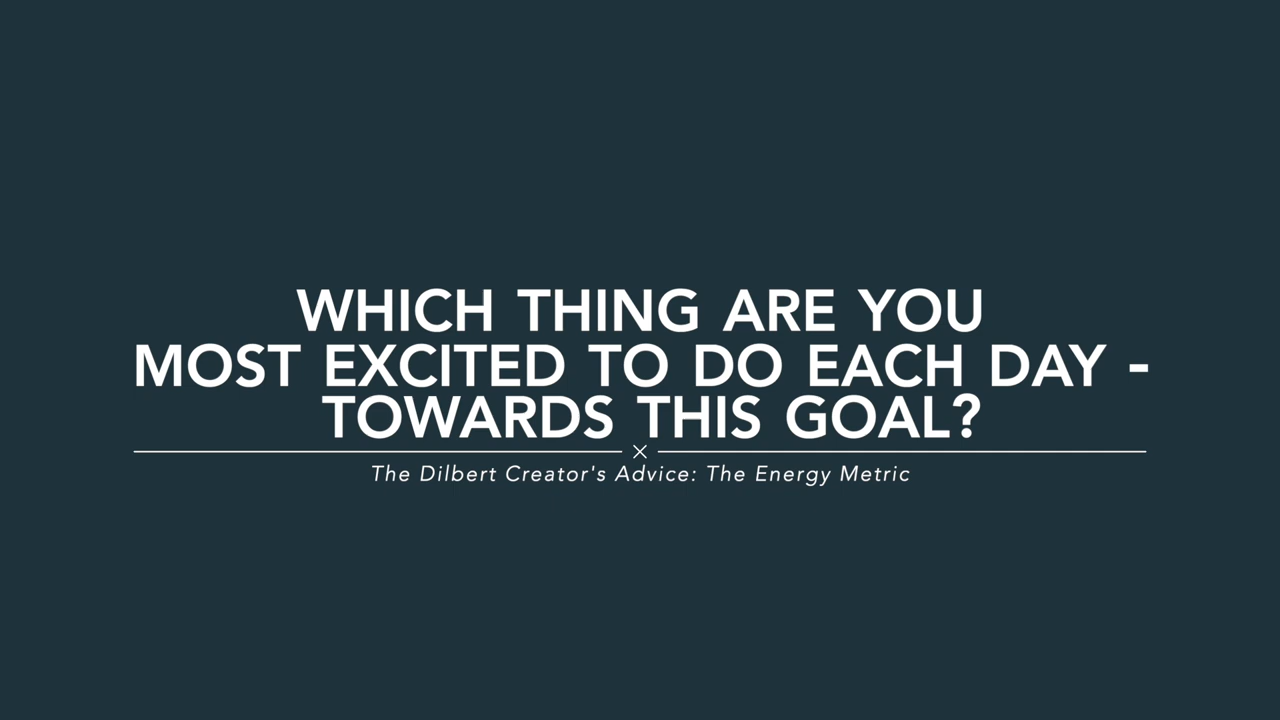 WHICH THING ARE YOU
MOST EXCITED TO DO EACH DAY -
TOWARDS THIS GOAL?
The Dilbert Creator's Advice: The Energy Metric